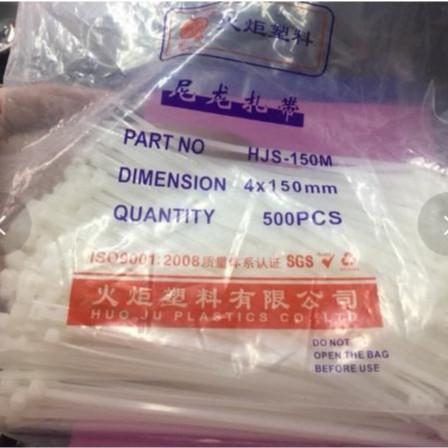 火炬塑料
尼龙扎带
PART NO HJS-150M
DIMENSION 4x150mm
QUANTITY 500PCS
ISO9001:2008质量体系认证 SGS
火炬塑料有限公司
HUO JU PLASTICS CO.,LTD
DO NOT
OPEN THE BAG
BEFORE USE